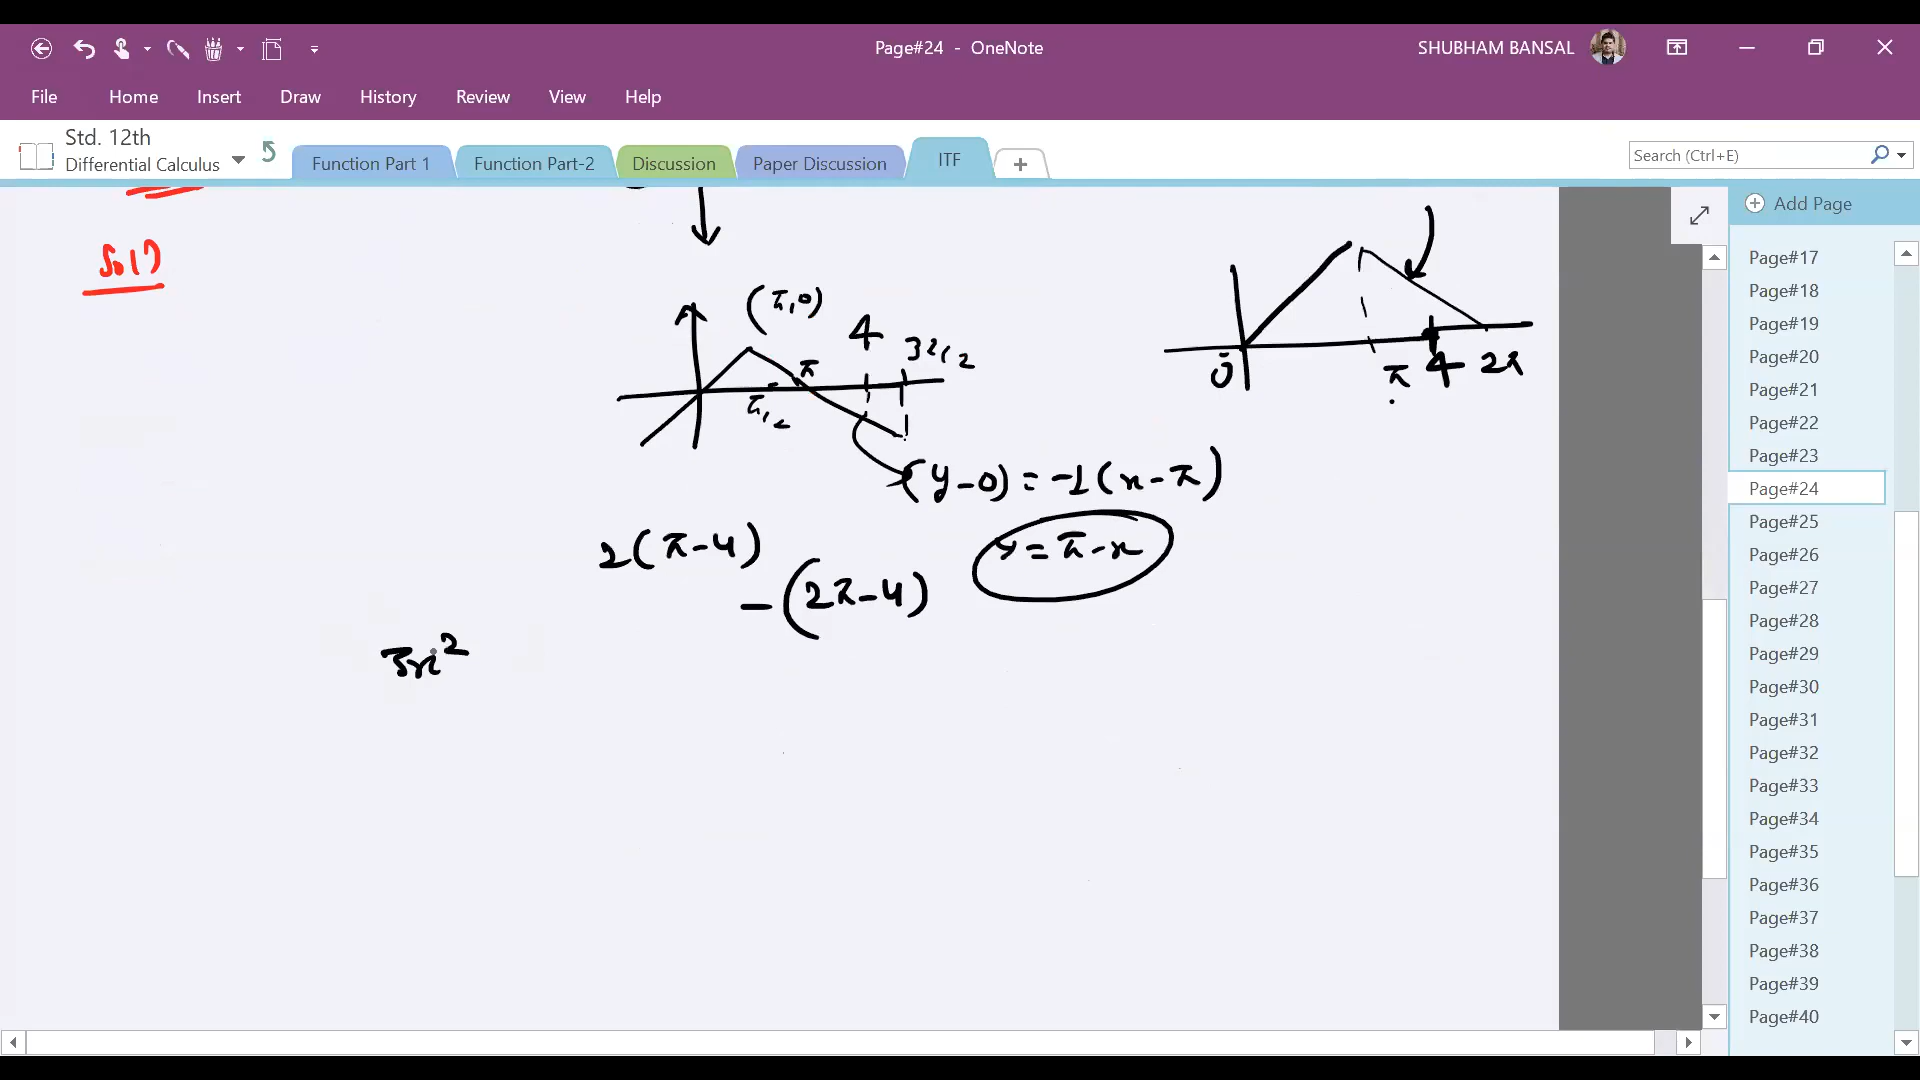 Page#24 - OneNote
SHUBHAM BANSAL
File Home Insert Draw History Review View Help
Std. 12th
Differential Calculus
Function Part 1
Function Part-2
Discussion
Paper Discussion
ITF
Search (Ctrl+E)
Add Page
Page#17
Page#18
Page#19
Page#20
Page#21
Page#22
Page#23
Page#24
Page#25
Page#26
Page#27
Page#28
Page#29
Page#30
Page#31
Page#32
Page#33
Page#34
Page#35
Page#36
Page#37
Page#38
Page#39
Page#40
(π,0)
4
π
π/2
0
π 4 2π
(y-0) = -1(x-π)
2(π-4)
y = π-x
-(2π-4)